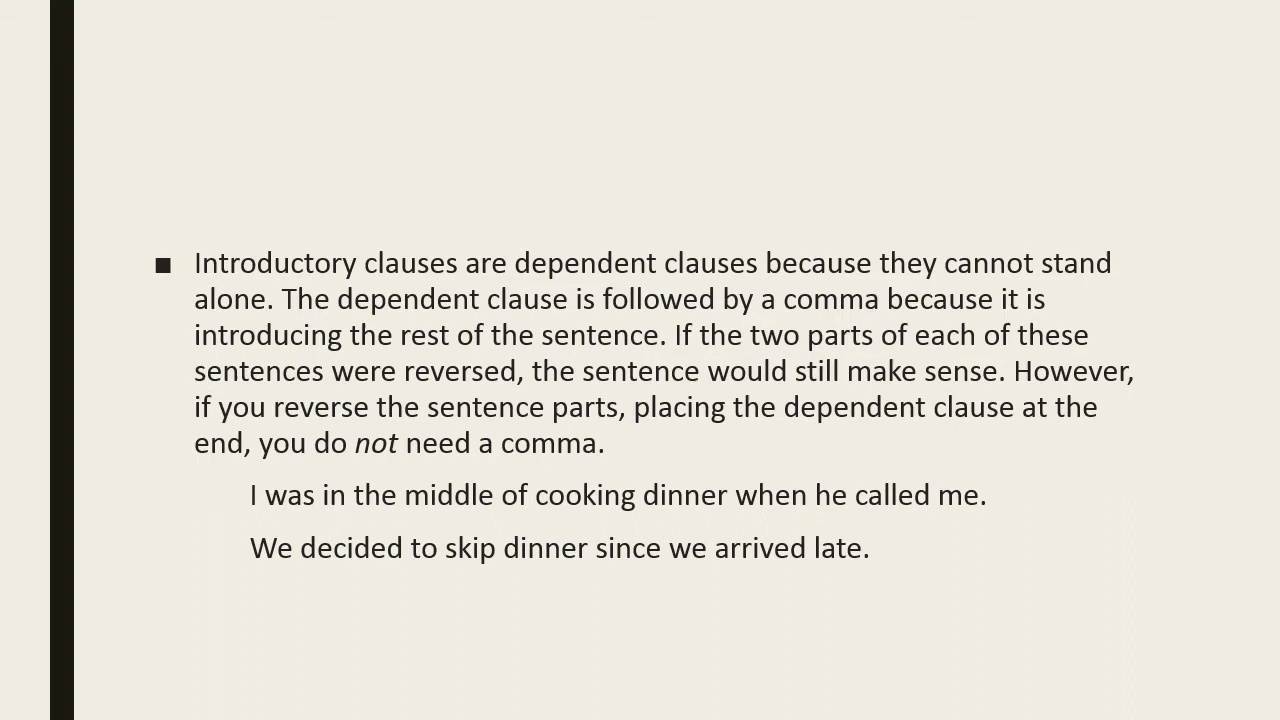 Introductory clauses are dependent clauses because they cannot stand
alone. The dependent clause is followed by a comma because it is
introducing the rest of the sentence. If the two parts of each of these
sentences were reversed, the sentence would still make sense. However,
if you reverse the sentence parts, placing the dependent clause at the
end, you do not need a comma.
I was in the middle of cooking dinner when he called me.
We decided to skip dinner since we arrived late.